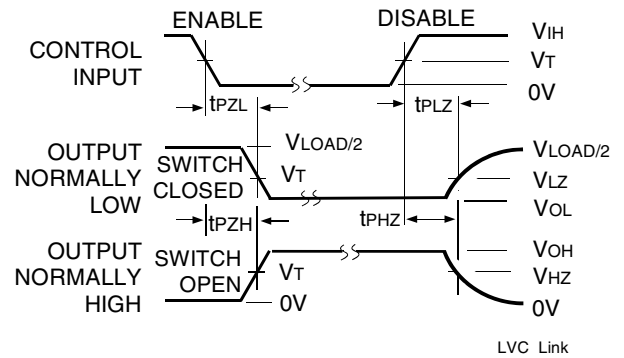 ENABLE DISABLE
CONTROL INPUT
VIH
VT
0V
tPZL tPLZ
OUTPUT NORMALLY LOW
SWITCH CLOSED
VLOAD/2
VT
VLOAD/2
VLZ
VOL
tPZH tPHZ
OUTPUT NORMALLY HIGH
SWITCH OPEN
VT
0V
VOH
VHZ
0V
LVC Link